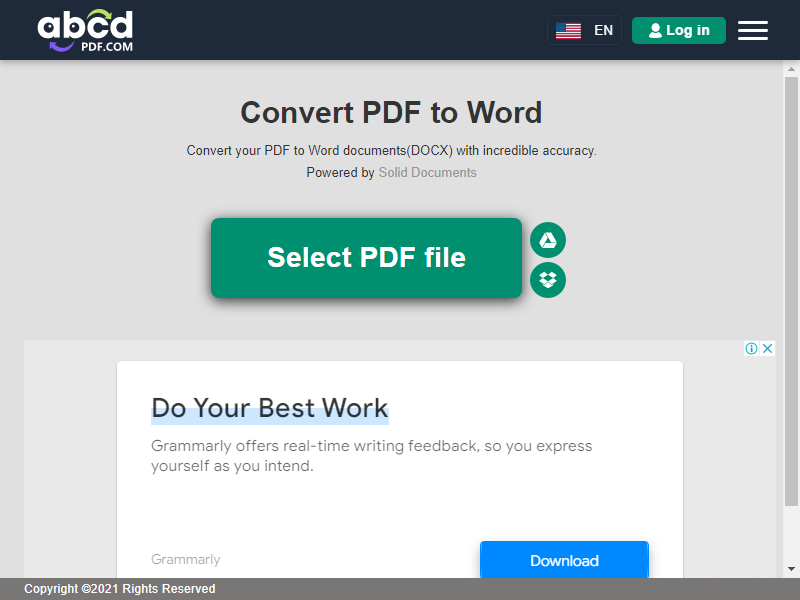 abcd
PDF.COM
EN
Log in
Convert PDF to Word
Convert your PDF to Word documents(DOCX) with incredible accuracy.
Powered by Solid Documents
Select PDF file
Do Your Best Work
Grammarly offers real-time writing feedback, so you express
yourself as you intend.
Grammarly
Download
Copyright ©2021 Rights Reserved